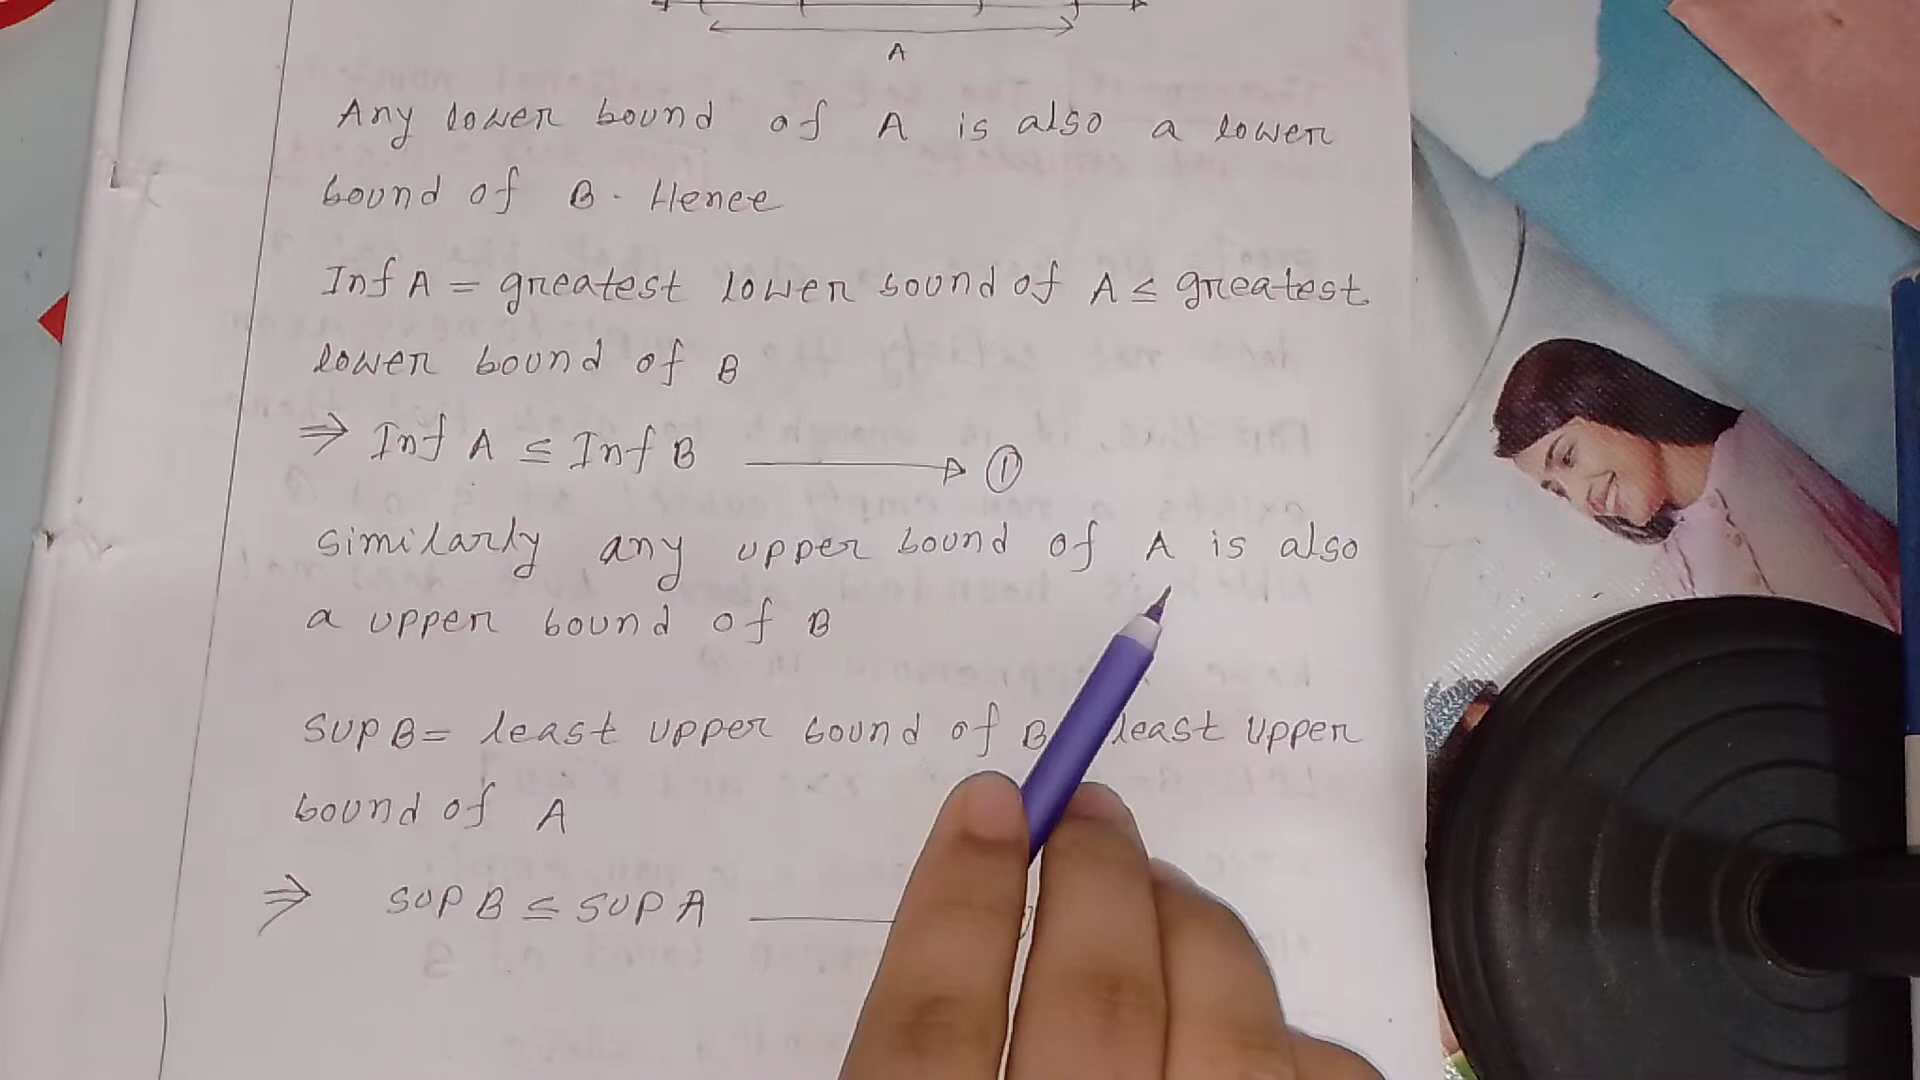 A
Any lower bound of A is also a lower
bound of B. Hence
Inf A = greatest lower bound of A ≤ greatest
lower bound of B
⇒ Inf A ≤ Inf B ①
Similarly any upper bound of A is also
a upper bound of B
SUP B = least upper bound of B least upper
bound of A
⇒ SUP B ≤ SUP A